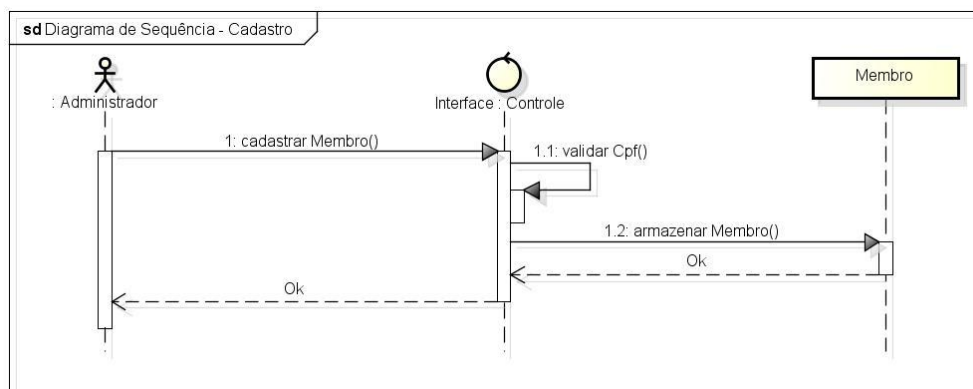 sd Diagrama de Sequência - Cadastro
: Administrador
Interface : Controle
Membro
1: cadastrar Membro()
1.1: validar Cpf()
1.2: armazenar Membro()
Ok
Ok